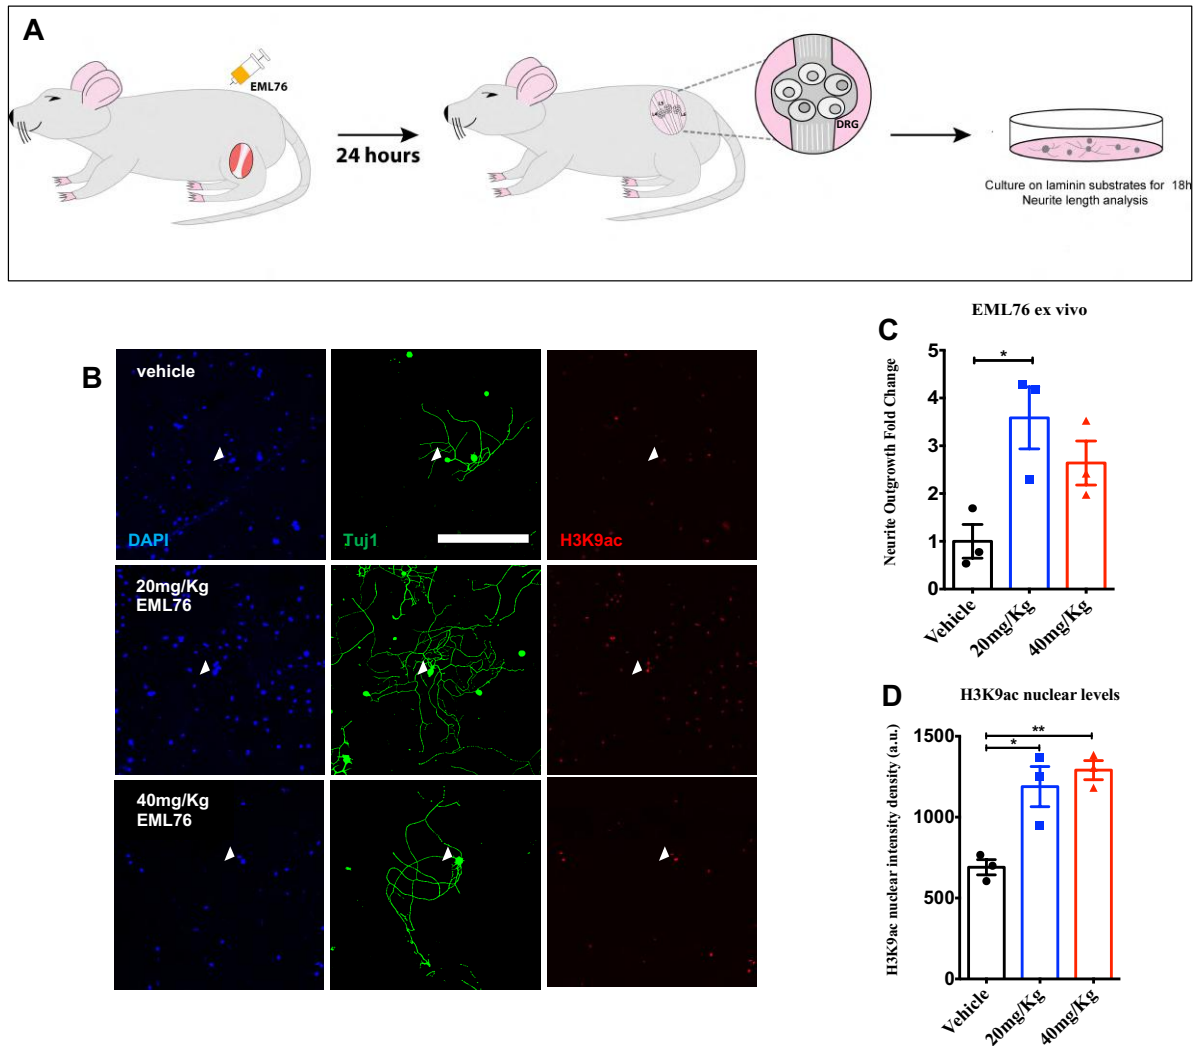 A
EML76
24 hours
DRG
Culture on laminin substrates for 18h
Neurite length analysis
B
vehicle
DAPI
Tuj1
H3K9ac
20mg/Kg
EML76
40mg/Kg
EML76
C
EML76 ex vivo
Neurite Outgrowth Fold Change
5
4
3
2
1
0
*
Vehicle
20mg/Kg
40mg/Kg
D
H3K9ac nuclear levels
H3K9ac nuclear intensity density (a.u.)
1500
1000
500
0
**
*
Vehicle
20mg/Kg
40mg/Kg